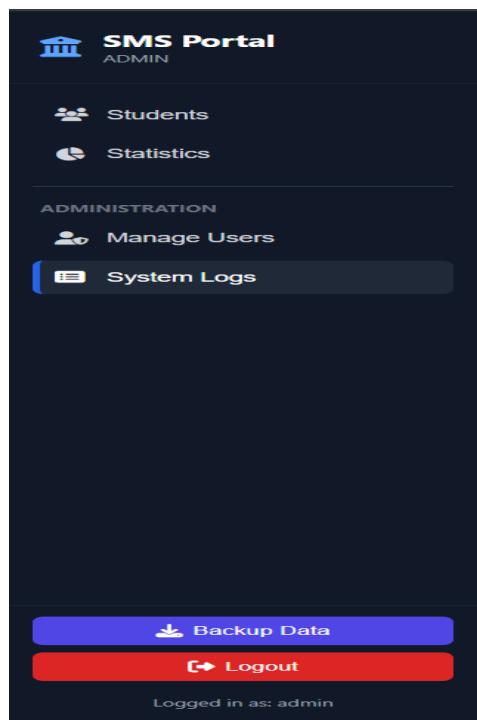 SMS Portal
ADMIN
Students
Statistics
ADMINISTRATION
Manage Users
System Logs
Backup Data
Logout
Logged in as: admin